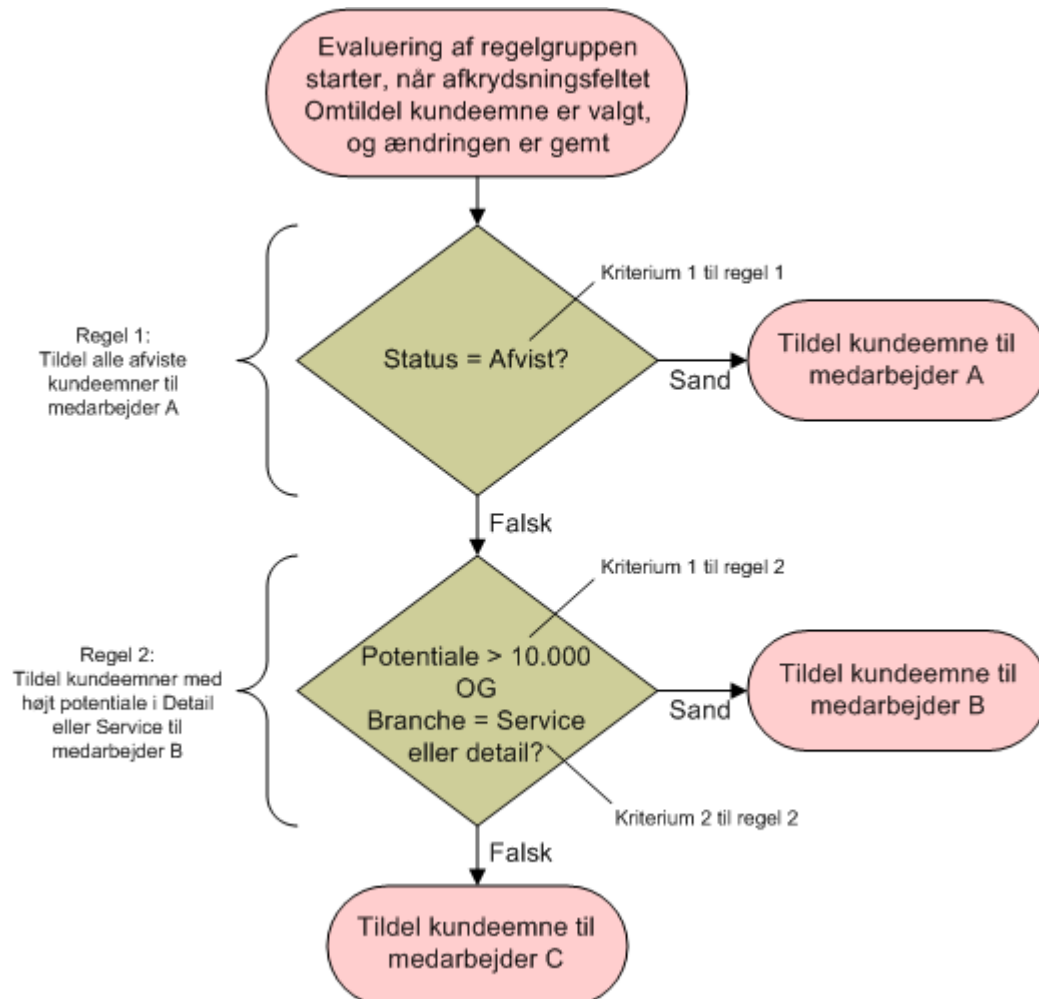 Evaluering af regelgruppen
starter, når afkrydsningsfeltet
Omtildel kundeemne er valgt,
og ændringen er gemt
Kriterium 1 til regel 1
Regel 1:
Tildel alle afviste
kundeemner til
medarbejder A
Status = Afvist?
Sand
Tildel kundeemne til
medarbejder A
Falsk
Kriterium 1 til regel 2
Regel 2:
Tildel kundeemner med
højt potentiale i Detail
eller Service til
medarbejder B
Potentiale > 10.000
OG
Branche = Service
eller detail?
Sand
Tildel kundeemne til
medarbejder B
Kriterium 2 til regel 2
Falsk
Tildel kundeemne til
medarbejder C